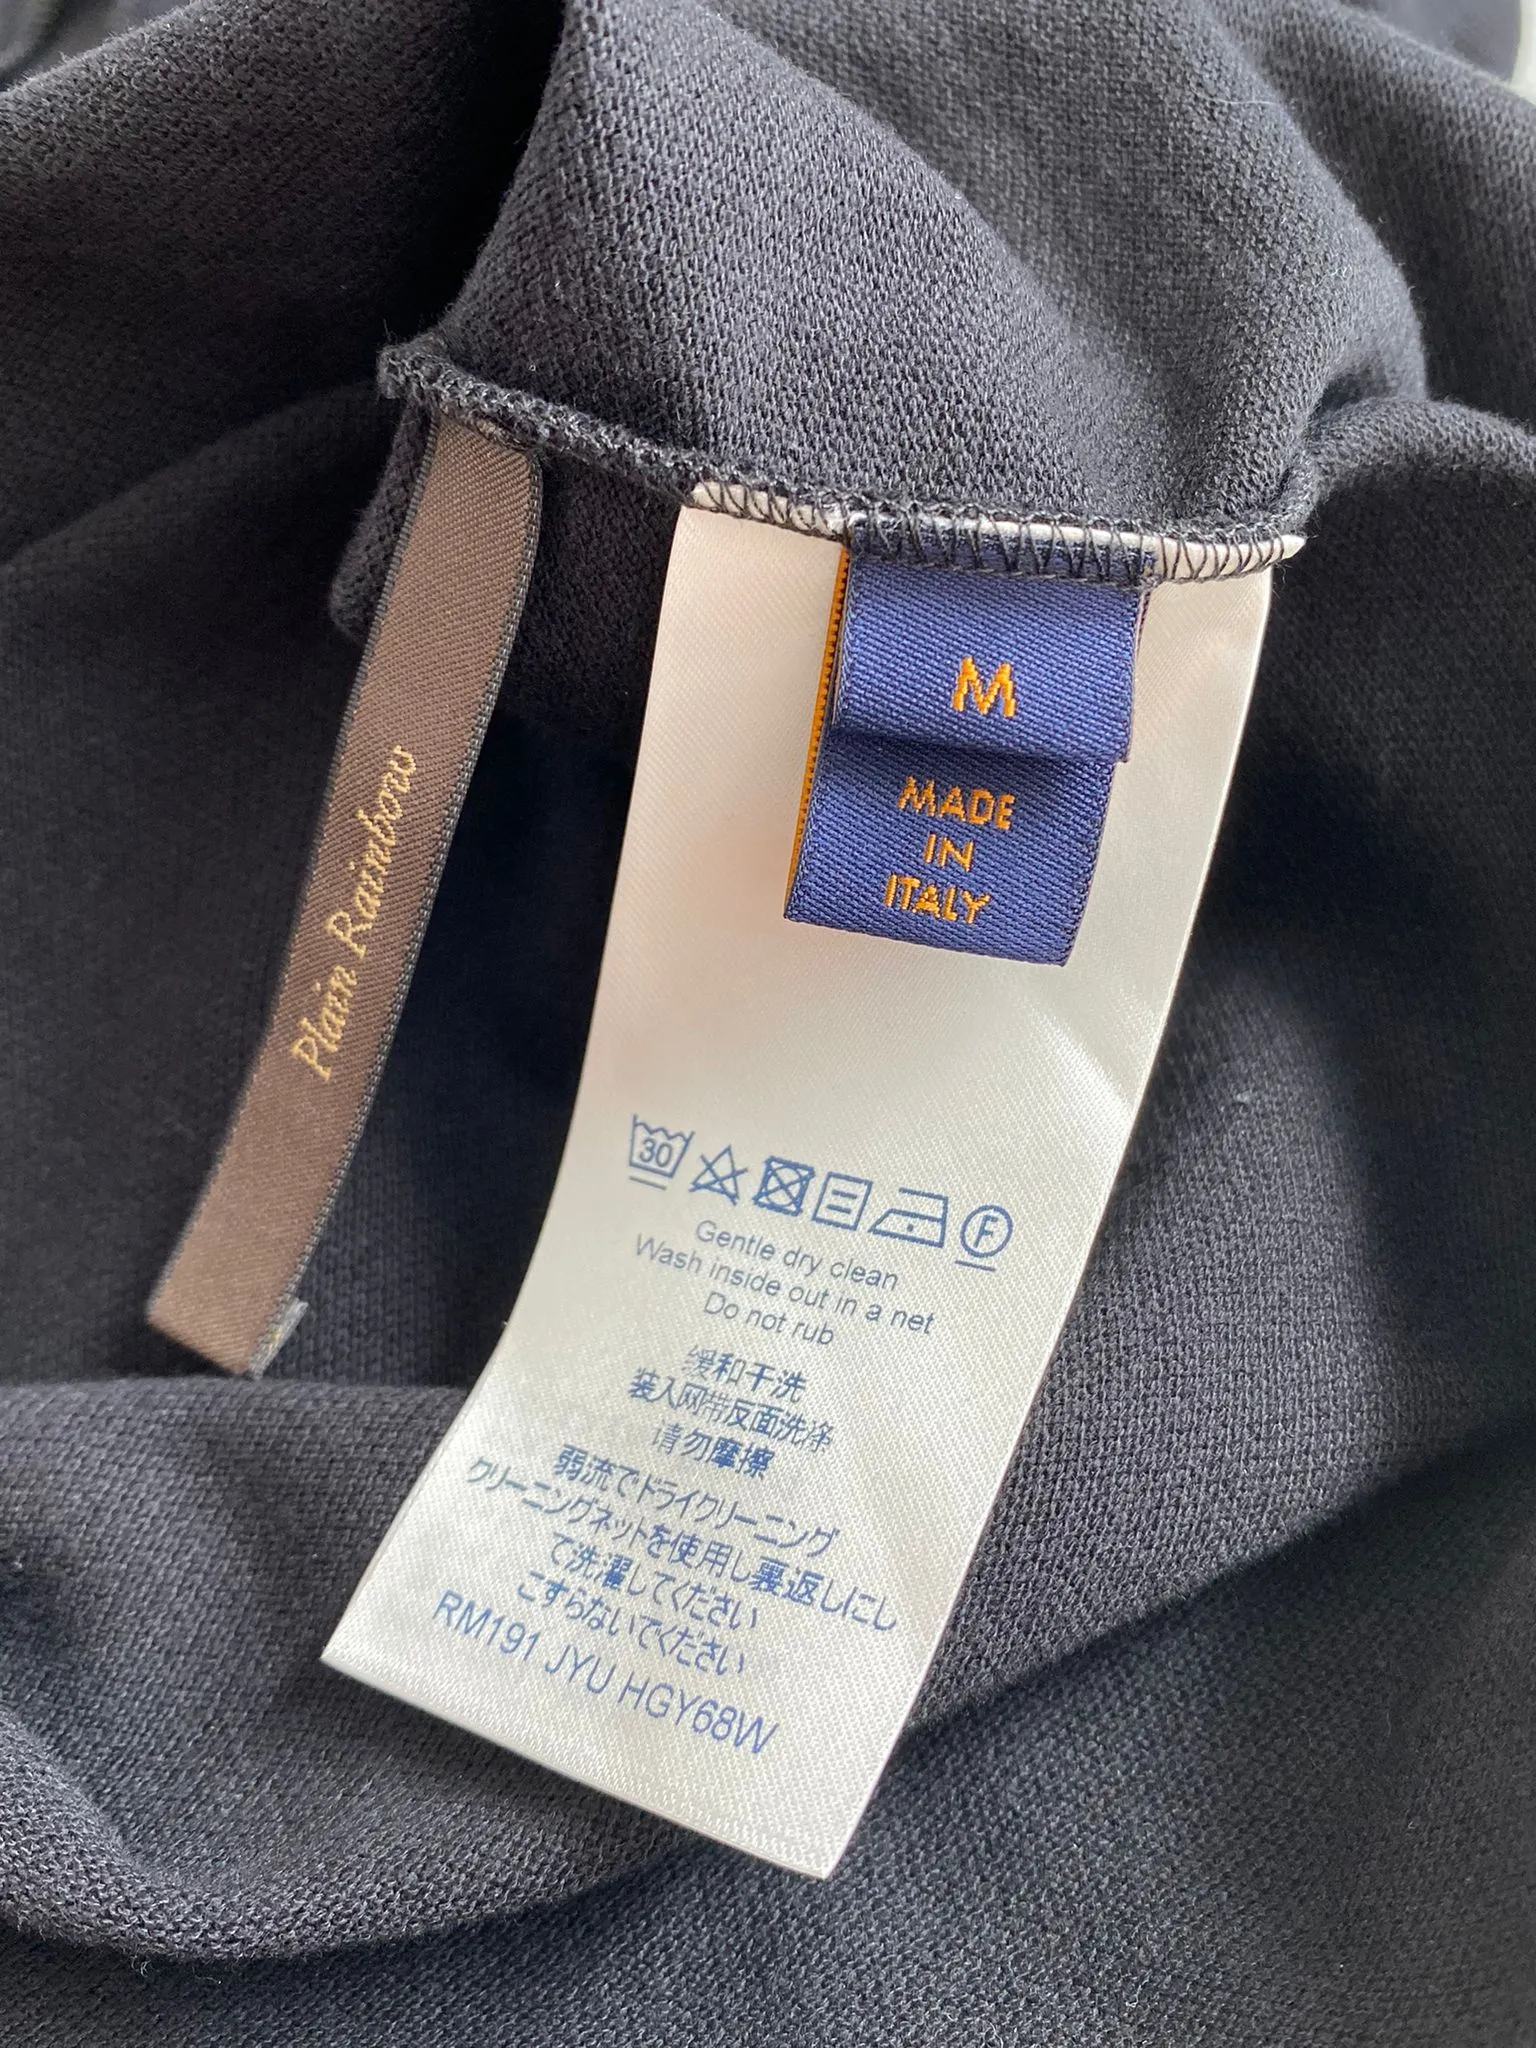 Plain Rainbow
M
MADE
IN
ITALY
30
F
Gentle dry clean
Wash inside out in a net
Do not rub
缓和干洗
装入网带反面洗净
请勿摩擦
弱流でドライクリーニング
クリーニングネットを使用し裏返しにし
て洗濯してください
こすらないでください
RM191 JYU HGY68W